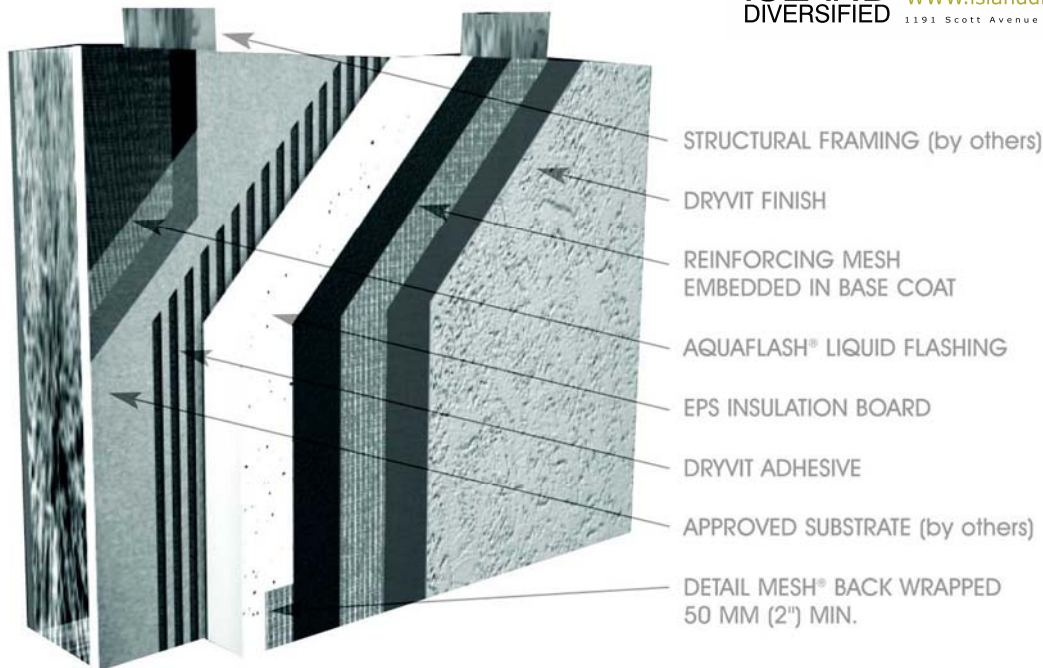 DIVERSIFIED
1191 Scott Avenue
STRUCTURAL FRAMING (by others)
DRYVIT FINISH
REINFORCING MESH
EMBEDDED IN BASE COAT
AQUAFLASH® LIQUID FLASHING
EPS INSULATION BOARD
DRYVIT ADHESIVE
APPROVED SUBSTRATE (by others)
DETAIL MESH® BACK WRAPPED
50 MM (2") MIN.